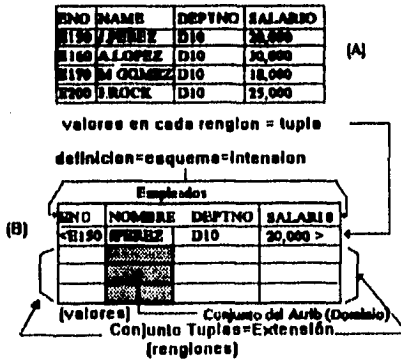 ENO NAME DEPTNO SALARIO
E150 J.PEREZ D10 20,000
E160 A.LOPEZ D10 30,000
E170 M GOMEZ D10 18,000
E200 J.ROCK D10 25,000
(A)
valores en cada renglon = tupla
definicion=esquema=intension
Empleados
(B)
ENO NOMBRE DEPTNO SALARIO
<E150 JPEREZ D10 20,000 >
(valores) Conjunto del Atrib (Dominio)
Conjunto Tuplas=Extensión
(renglones)